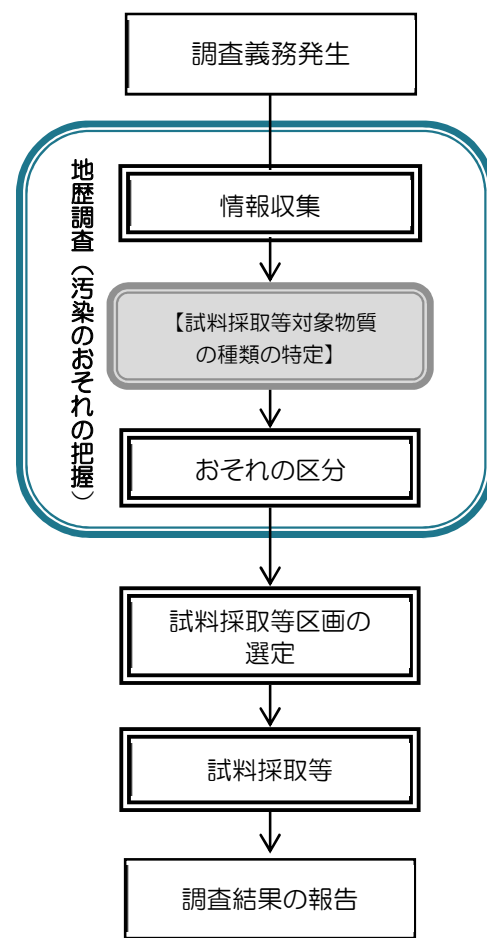 調査義務発生
地歴調査（汚染のおそれの把握）
情報収集
【試料採取等対象物質
の種類の特定】
おそれの区分
試料採取等区画の
選定
試料採取等
調査結果の報告